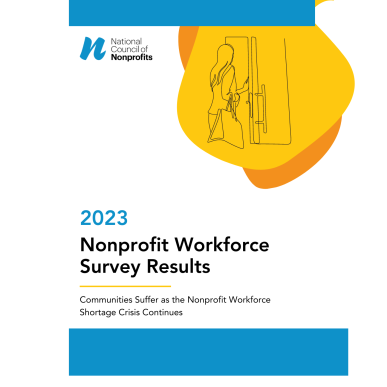 National
Council of
Nonprofits
2023
Nonprofit Workforce
Survey Results
Communities Suffer as the Nonprofit Workforce
Shortage Crisis Continues